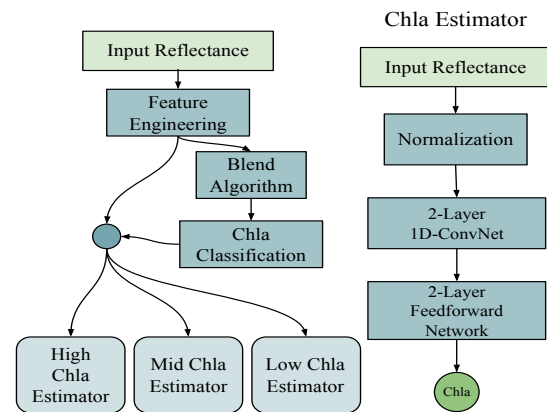 Chla Estimator
Input Reflectance
Feature
Engineering
Blend
Algorithm
Chla
Classification
High
Chla
Estimator
Mid Chla
Estimator
Low Chla
Estimator
Input Reflectance
Normalization
2-Layer
1D-ConvNet
2-Layer
Feedforward
Network
Chla